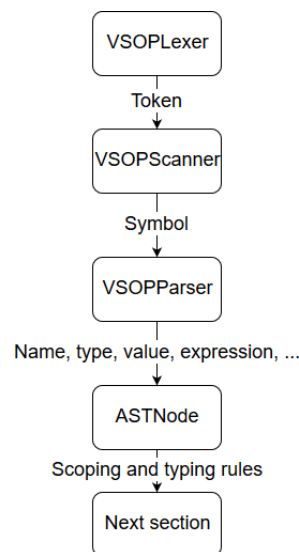 VSOPLexer
Token
VSOPScanner
Symbol
VSOPParser
Name, type, value, expression, ...
ASTNode
Scoping and typing rules
Next section